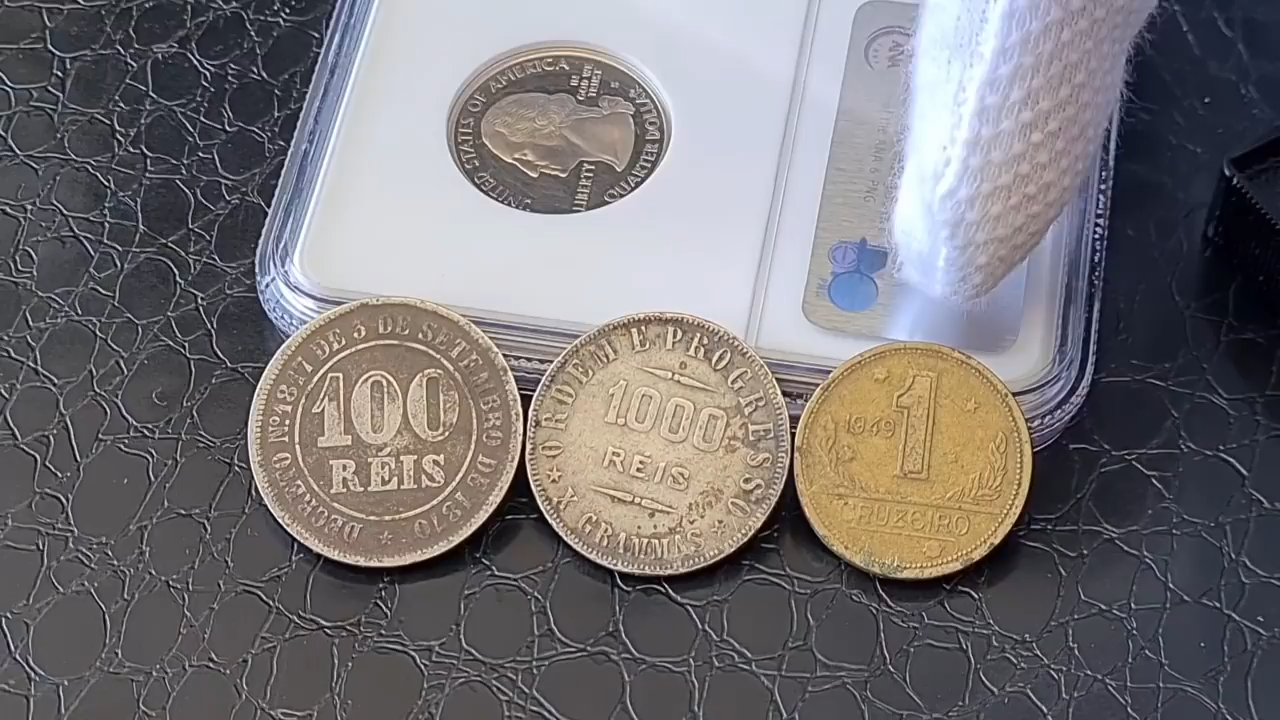 UNITED STATES OF AMERICA
IN
GOD WE
TRUST
S
LIBERTY
QUARTER DOLLAR
DECRETO Nº1817 DE 3 DE SETEMBRO DE 1870
100
RÉIS
ORDEM E PROGRESSO
1.000
RÉIS
X GRAMMAS
1
1949
CRUZEIRO